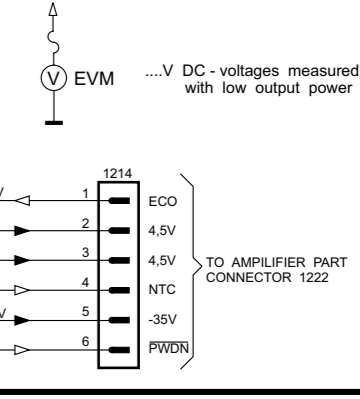 V EVM
....V DC - voltages measured
with low output power
1214
V 1 ECO
2 4,5V
3 4,5V
4 NTC
V 5 -35V
6 PWDN
TO AMPILIFIER PART
CONNECTOR 1222